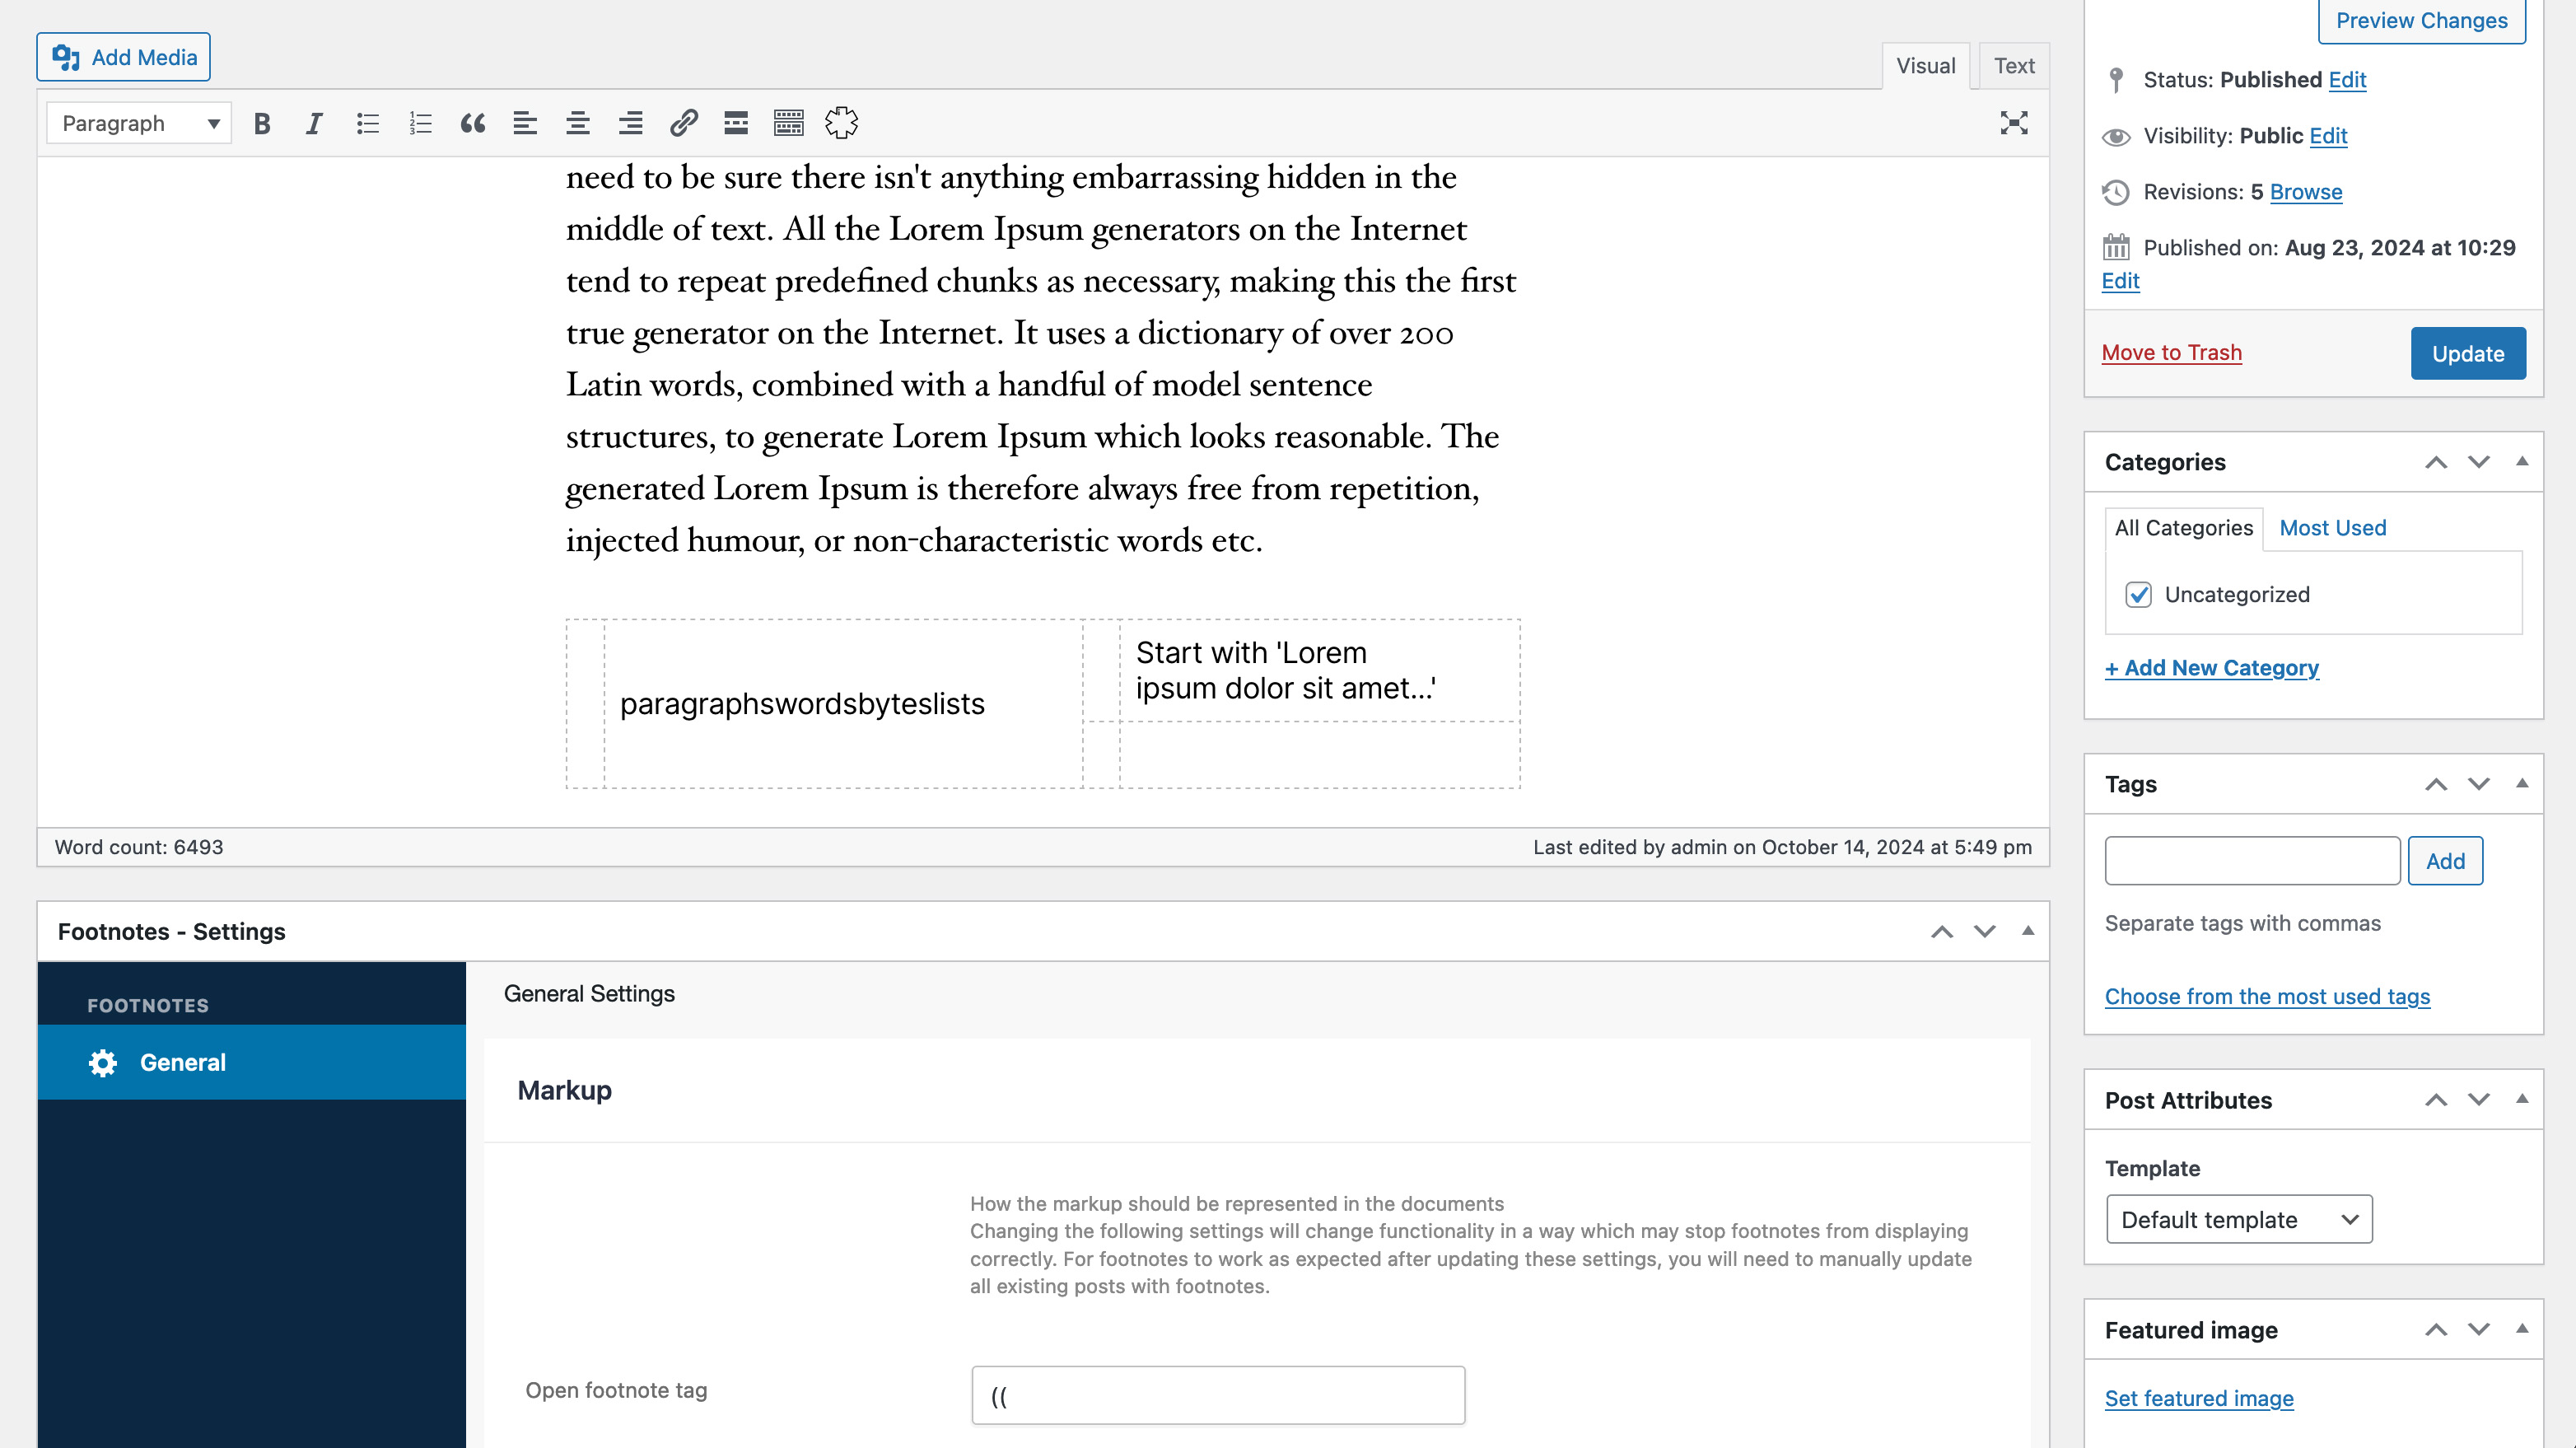 Add Media
Visual
Text
Paragraph
need to be sure there isn't anything embarrassing hidden in the
middle of text. All the Lorem Ipsum generators on the Internet
tend to repeat predefined chunks as necessary, making this the first
true generator on the Internet. It uses a dictionary of over 200
Latin words, combined with a handful of model sentence
structures, to generate Lorem Ipsum which looks reasonable. The
generated Lorem Ipsum is therefore always free from repetition,
injected humour, or non-characteristic words etc.
paragraphswordsbyteslists
Start with 'Lorem
ipsum dolor sit amet...'
Word count: 6493
Last edited by admin on October 14, 2024 at 5:49 pm
Footnotes - Settings
FOOTNOTES
General
General Settings
Markup
How the markup should be represented in the documents
Changing the following settings will change functionality in a way which may stop footnotes from displaying
correctly. For footnotes to work as expected after updating these settings, you will need to manually update
all existing posts with footnotes.
Open footnote tag
((
Preview Changes
Status: Published Edit
Visibility: Public Edit
Revisions: 5 Browse
Published on: Aug 23, 2024 at 10:29
Edit
Move to Trash
Update
Categories
All Categories
Most Used
Uncategorized
+ Add New Category
Tags
Add
Separate tags with commas
Choose from the most used tags
Post Attributes
Template
Default template
Featured image
Set featured image